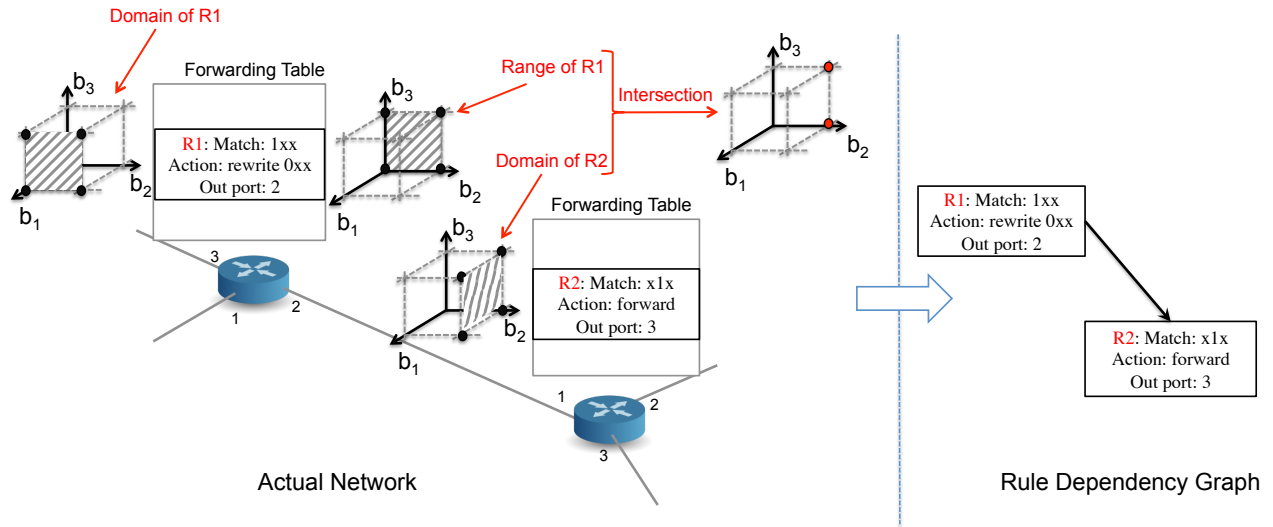 Domain of R1
Forwarding Table
b3
b2
b1
R1: Match: 1xx
Action: rewrite 0xx
Out port: 2
b3
b2
b1
Range of R1
Domain of R2
Intersection
b3
b2
b1
Forwarding Table
b3
b2
b1
R2: Match: x1x
Action: forward
Out port: 3
3
1
2
1
2
3
Actual Network
R1: Match: 1xx
Action: rewrite 0xx
Out port: 2
R2: Match: x1x
Action: forward
Out port: 3
Rule Dependency Graph